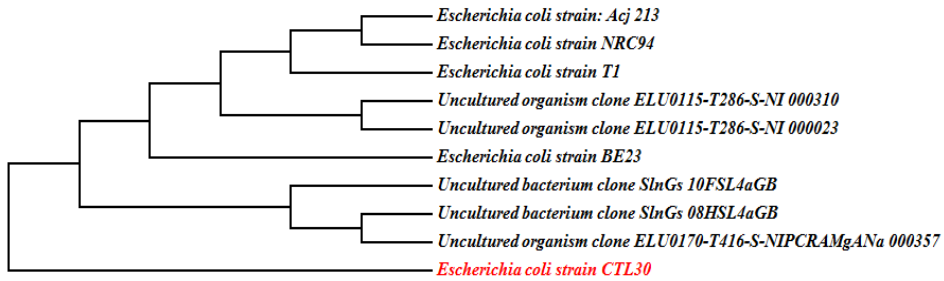 Escherichia coli strain: Acj 213
Escherichia coli strain NRC94
Escherichia coli strain T1
Uncultured organism clone ELU0115-T286-S-NI 000310
Uncultured organism clone ELU0115-T286-S-NI 000023
Escherichia coli strain BE23
Uncultured bacterium clone SlnGs 10FSL4aGB
Uncultured bacterium clone SlnGs 08HSL4aGB
Uncultured organism clone ELU0170-T416-S-NIPCRAMgANa 000357
Escherichia coli strain CTL30